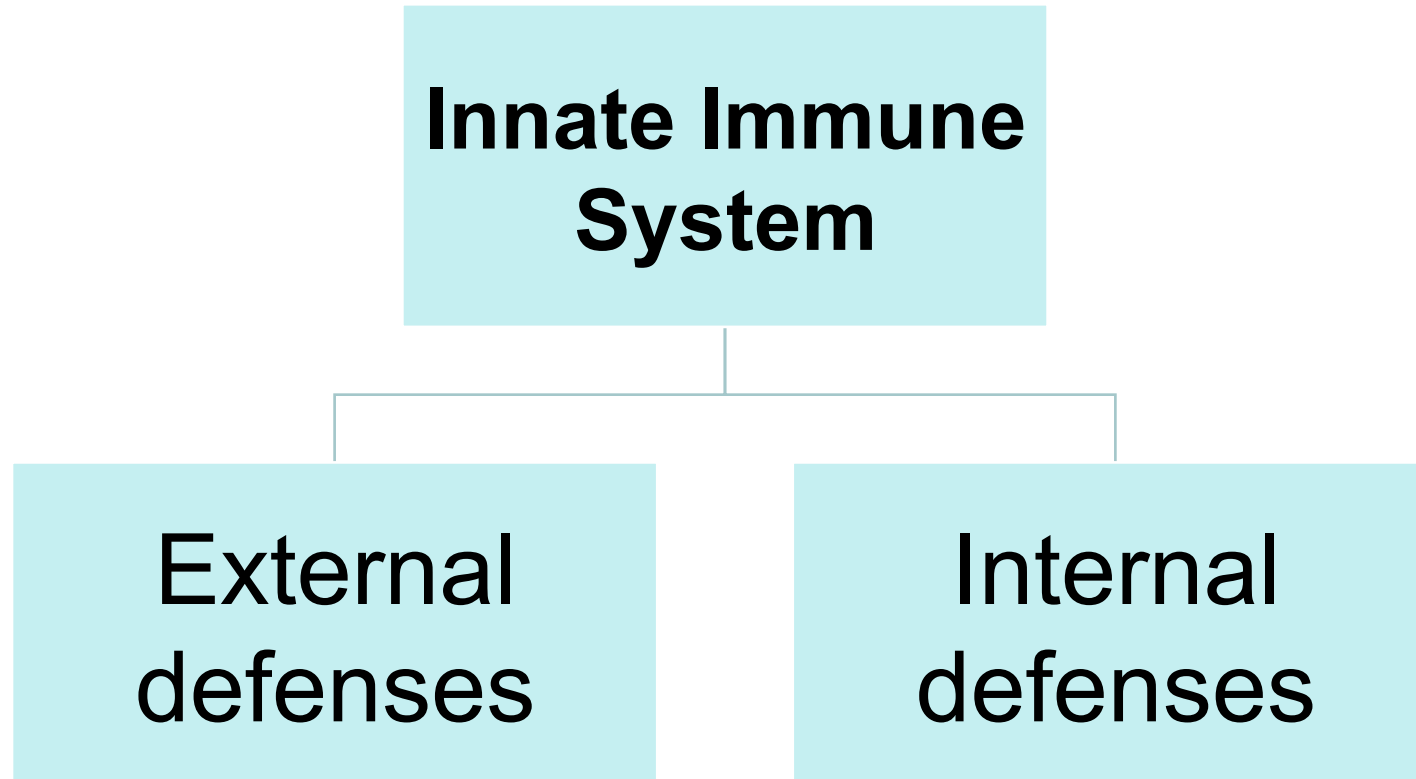 Innate Immune
System
External
defenses
Internal
defenses